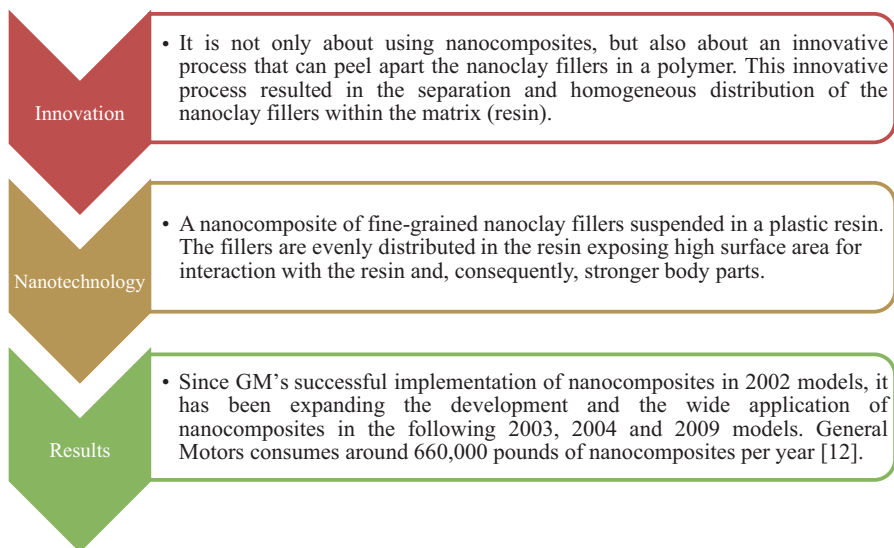 Innovation
• It is not only about using nanocomposites, but also about an innovative
process that can peel apart the nanoclay fillers in a polymer. This innovative
process resulted in the separation and homogeneous distribution of the
nanoclay fillers within the matrix (resin).
Nanotechnology
• A nanocomposite of fine-grained nanoclay fillers suspended in a plastic resin.
The fillers are evenly distributed in the resin exposing high surface area for
interaction with the resin and, consequently, stronger body parts.
Results
• Since GM’s successful implementation of nanocomposites in 2002 models, it
has been expanding the development and the wide application of
nanocomposites in the following 2003, 2004 and 2009 models. General
Motors consumes around 660,000 pounds of nanocomposites per year [12].